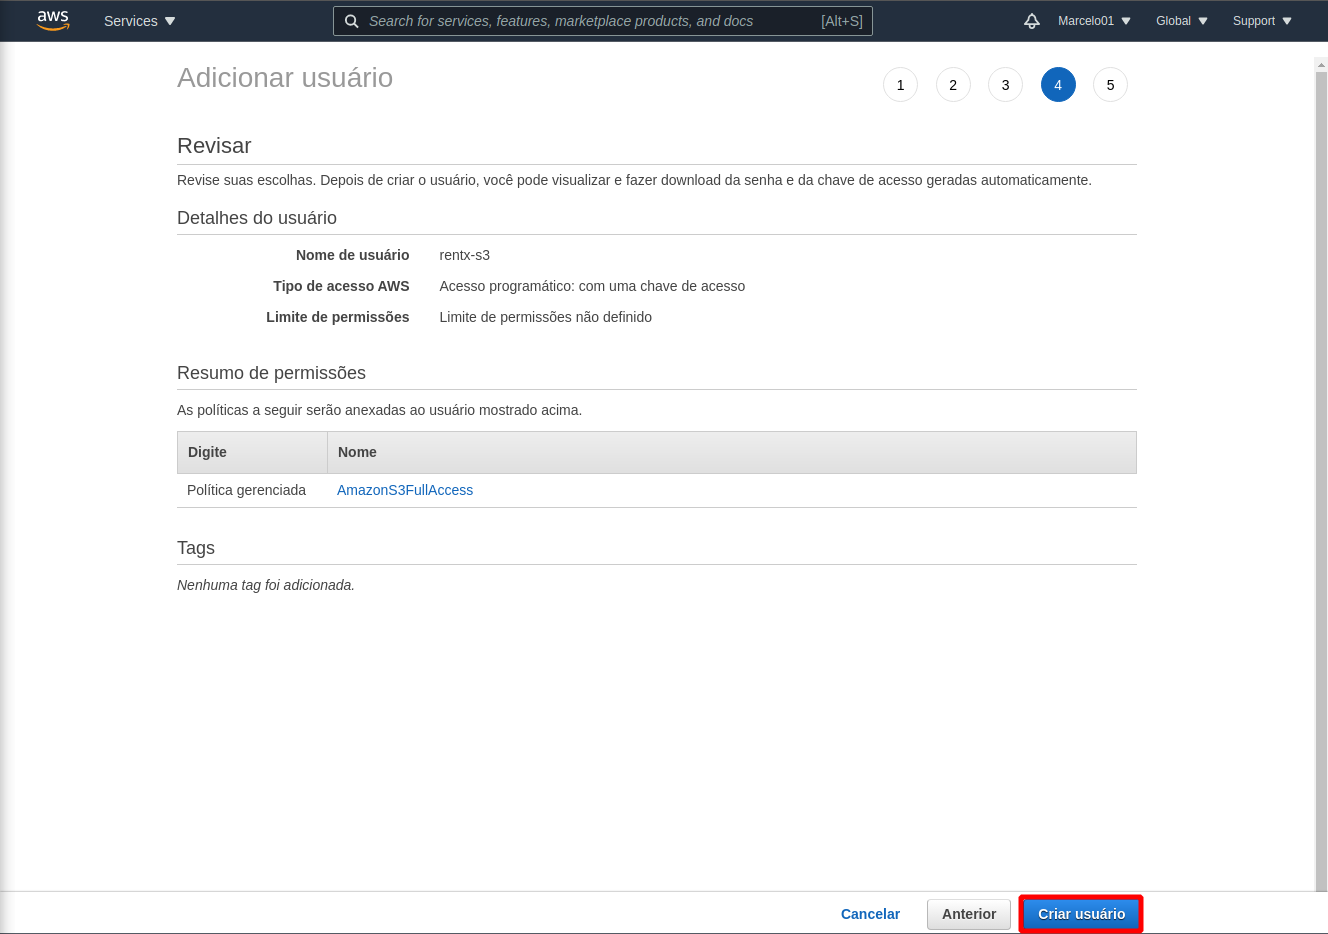 aws Services Search for services, features, marketplace products, and docs [Alt+S] Marcelo01 Global Support
Adicionar usuário 1 2 3 4 5
Revisar
Revise suas escolhas. Depois de criar o usuário, você pode visualizar e fazer download da senha e da chave de acesso geradas automaticamente.
Detalhes do usuário
Nome de usuário rentx-s3
Tipo de acesso AWS Acesso programático: com uma chave de acesso
Limite de permissões Limite de permissões não definido
Resumo de permissões
As políticas a seguir serão anexadas ao usuário mostrado acima.
Digite Nome
Política gerenciada AmazonS3FullAccess
Tags
Nenhuma tag foi adicionada.
Cancelar Anterior Criar usuário